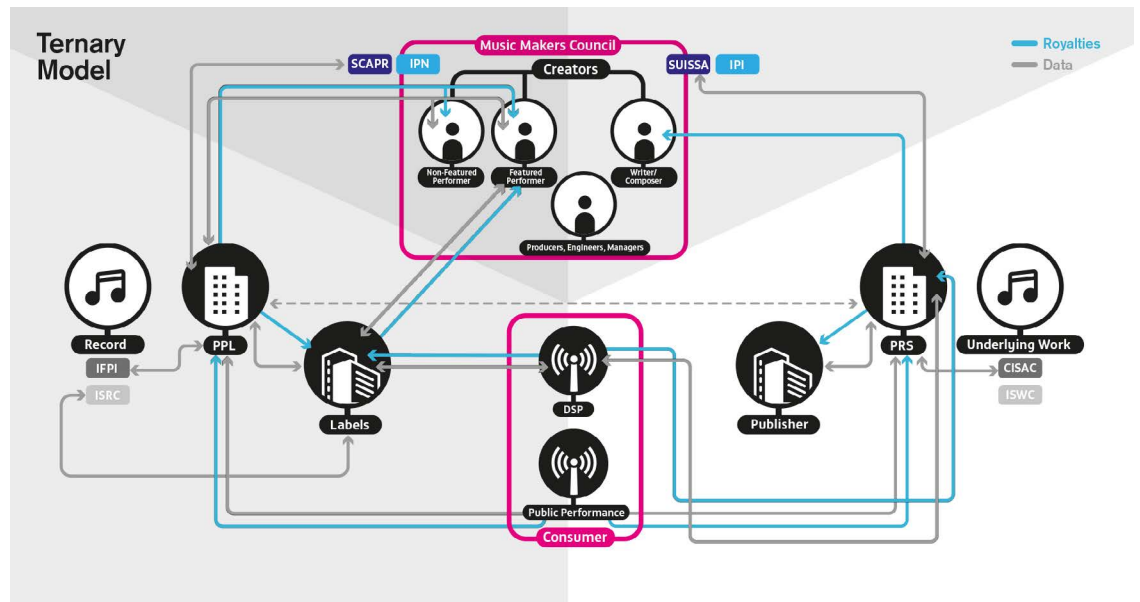 Ternary
Model
Music Makers Council
Royalties
Data
SCAPR
IPN
Creators
SUISSA
IPI
Non-Featured
Performer
Featured
Performer
Writer/
Composer
Producers, Engineers, Managers
Record
PPL
PRS
Underlying Work
IFPI
CISAC
ISRC
ISWC
Labels
DSP
Publisher
Public Performance
Consumer